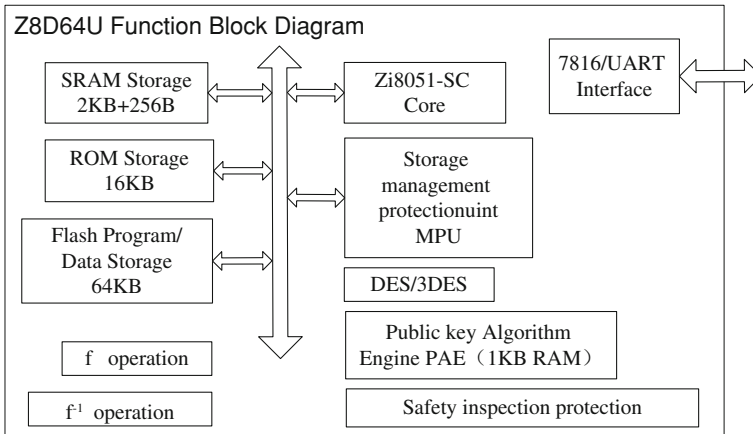 Z8D64U Function Block Diagram
SRAM Storage
2KB+256B
Zi8051-SC
Core
7816/UART
Interface
ROM Storage
16KB
Storage
management
protectionuint
MPU
Flash Program/
Data Storage
64KB
DES/3DES
Public key Algorithm
Engine PAE（1KB RAM）
f operation
f⁻¹ operation
Safety inspection protection